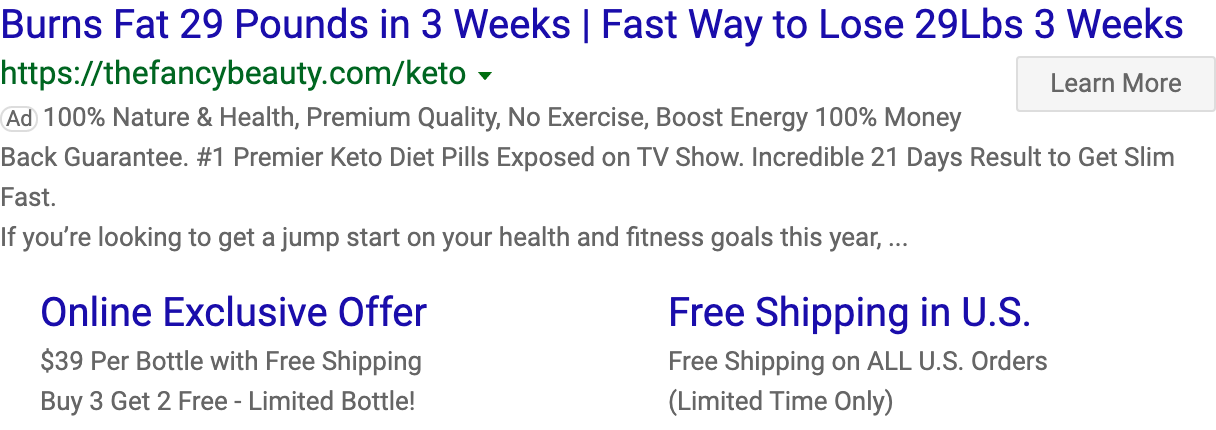 Burns Fat 29 Pounds in 3 Weeks | Fast Way to Lose 29Lbs 3 Weeks
https://thefancybeauty.com/keto
Learn More
Ad 100% Nature & Health, Premium Quality, No Exercise, Boost Energy 100% Money
Back Guarantee. #1 Premier Keto Diet Pills Exposed on TV Show. Incredible 21 Days Result to Get Slim
Fast.
If you’re looking to get a jump start on your health and fitness goals this year, ...
Online Exclusive Offer
$39 Per Bottle with Free Shipping
Buy 3 Get 2 Free - Limited Bottle!
Free Shipping in U.S.
Free Shipping on ALL U.S. Orders
(Limited Time Only)